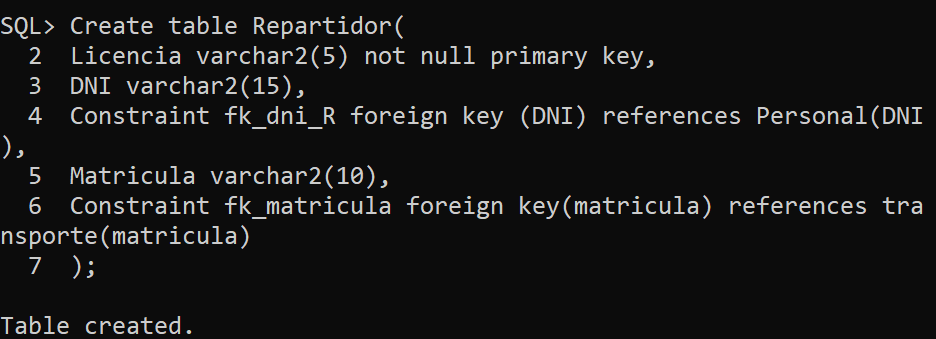 SQL> Create table Repartidor(
  2  Licencia varchar2(5) not null primary key,
  3  DNI varchar2(15),
  4  Constraint fk_dni_R foreign key (DNI) references Personal(DNI
),
  5  Matricula varchar2(10),
  6  Constraint fk_matricula foreign key(matricula) references tra
nsporte(matricula)
  7  );
Table created.